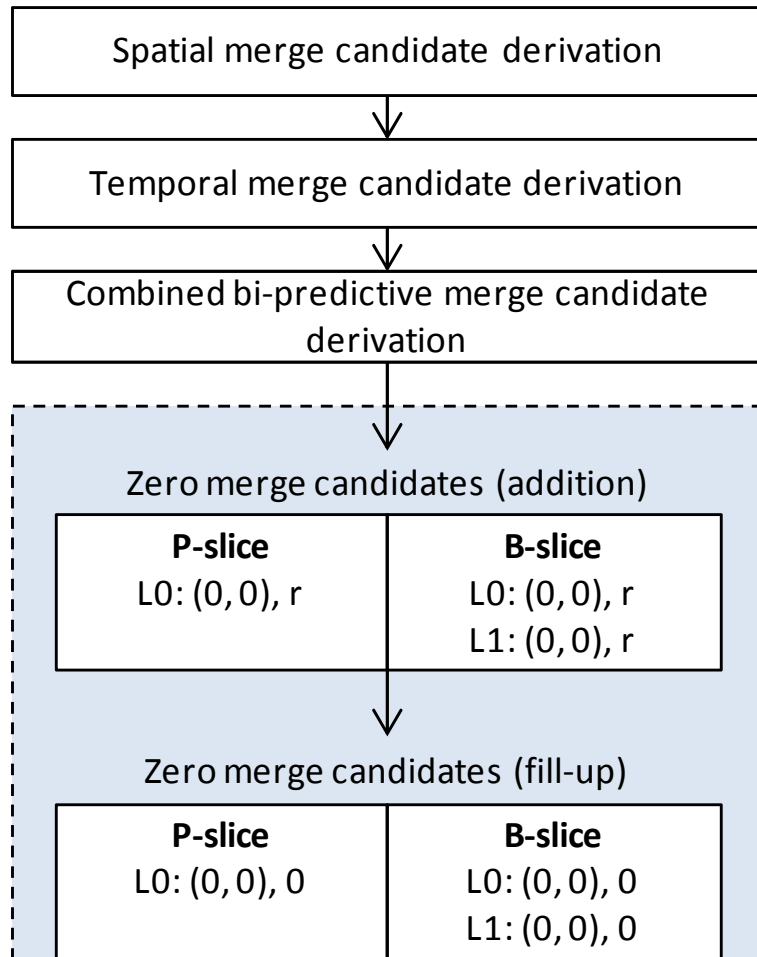 Spatial merge candidate derivation
Temporal merge candidate derivation
Combined bi-predictive merge candidate
derivation
Zero merge candidates (addition)
P-slice
L0: (0, 0), r
B-slice
L0: (0, 0), r
L1: (0, 0), r
Zero merge candidates (fill-up)
P-slice
L0: (0, 0), 0
B-slice
L0: (0, 0), 0
L1: (0, 0), 0